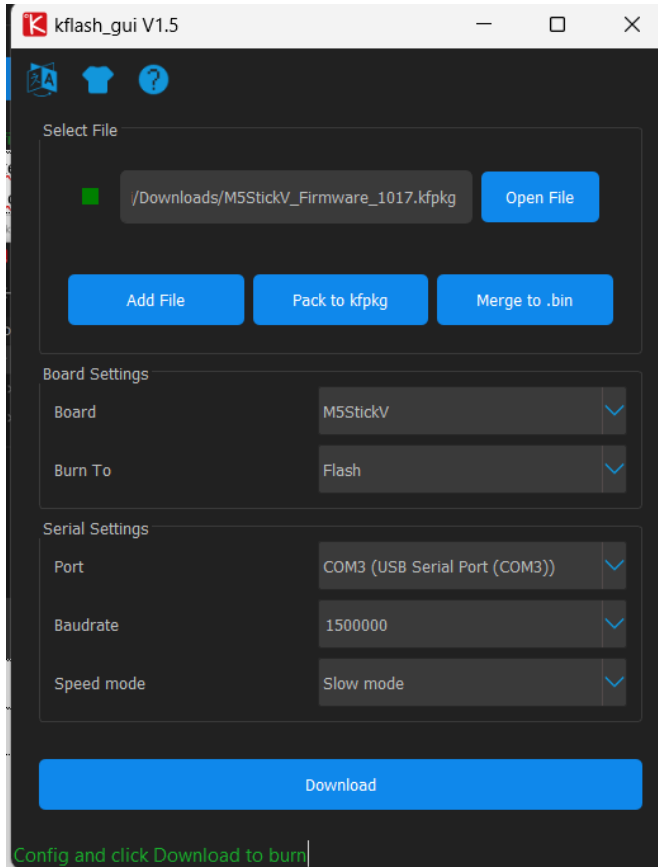 kflash_gui V1.5
Select File
/Downloads/M5StickV_Firmware_1017.kfpkg
Open File
Add File
Pack to kfpkg
Merge to .bin
Board Settings
Board
M5StickV
Burn To
Flash
Serial Settings
Port
COM3 (USB Serial Port (COM3))
Baudrate
1500000
Speed mode
Slow mode
Download
Config and click Download to burn